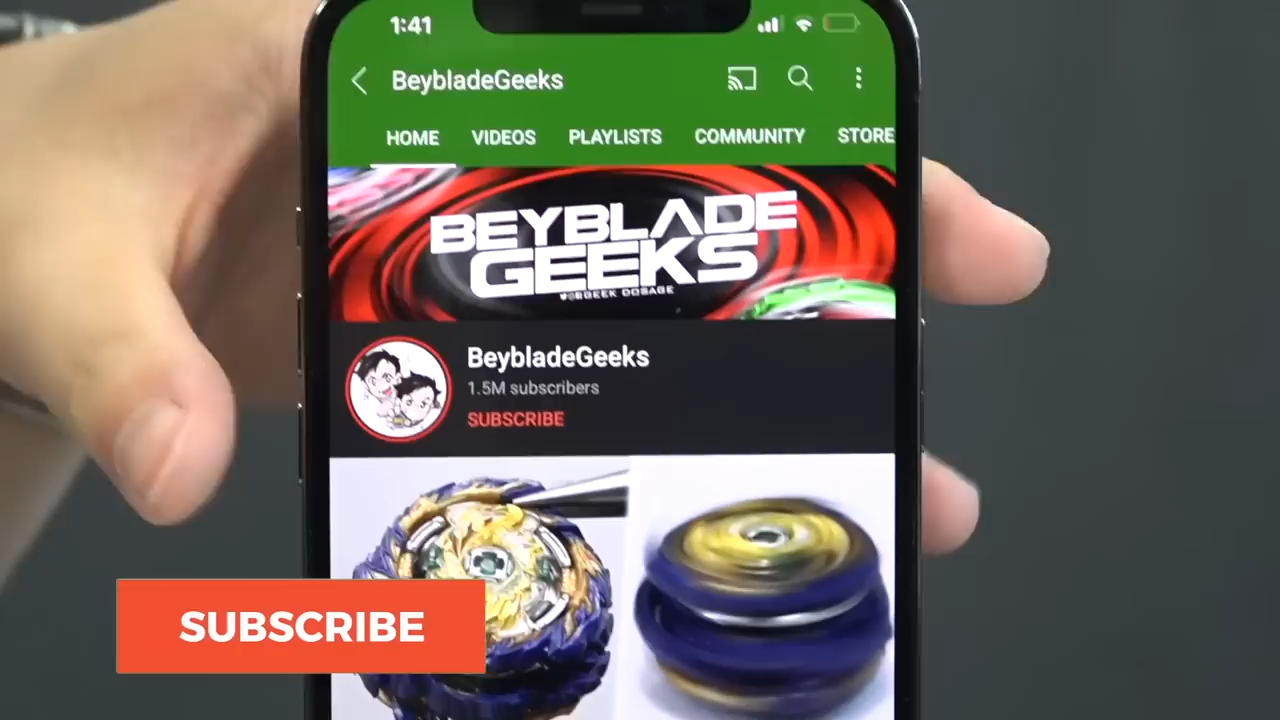 1:41
BeybladeGeeks
HOME VIDEOS PLAYLISTS COMMUNITY STORE
BEYBLADE
GEEKS
BeybladeGeeks
1.5M subscribers
SUBSCRIBE
SUBSCRIBE